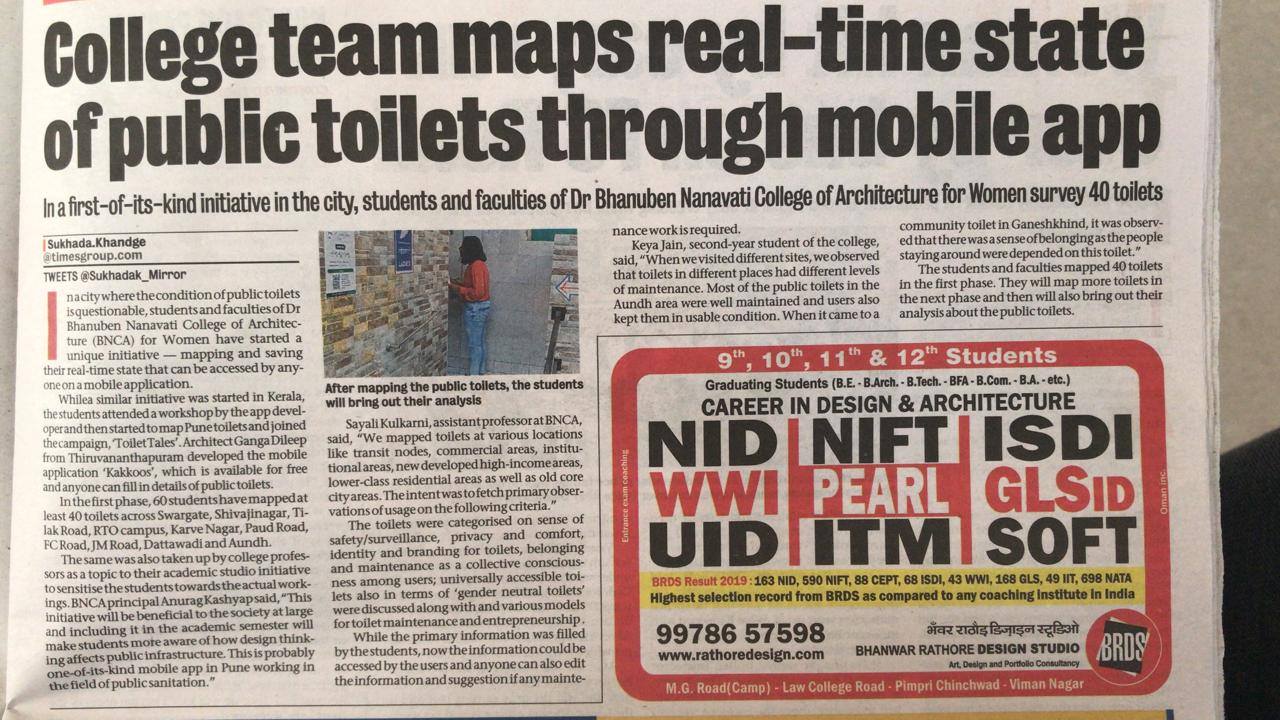 College team maps real-time state
of public toilets through mobile app
In a first-of-its-kind initiative in the city, students and faculties of Dr Bhanuben Nanavati College of Architecture for Women survey 40 toilets
Sukhada.Khandge
@timesgroup.com
TWEETS @Sukhadak_Mirror
In a city where the condition of public toilets
is questionable, students and faculties of Dr
Bhanuben Nanavati College of Architec-
ture (BNCA) for Women have started a
unique initiative — mapping and saving
their real-time state that can be accessed by any-
one on a mobile application.
Whilea similar initiative was started in Kerala,
the students attended a workshop by the app devel-
oper and then started to map Pune toilets and joined
the campaign, 'Toilet Tales'. Architect Ganga Dileep
from Thiruvananthapuram developed the mobile
application 'Kakkoos', which is available for free
and anyone can fill in details of public toilets.
In the first phase, 60 students have mapped at
least 40 toilets across Swargate, Shivajinagar, Ti-
lak Road, RTO campus, Karve Nagar, Paud Road,
FC Road, JM Road, Dattawadi and Aundh.
The same was also taken up by college profes-
sors as a topic to their academic studio initiative
to sensitise the students towards the actual work-
ings. BNCA principal Anurag Kashyap said, "This
initiative will be beneficial to the society at large
and including it in the academic semester will
make students more aware of how design think-
ing affects public infrastructure. This is probably
one-of-its-kind mobile app in Pune working in
the field of public sanitation."
After mapping the public toilets, the students
will bring out their analysis
Sayali Kulkarni, assistant professor at BNCA,
said, "We mapped toilets at various locations
like transit nodes, commercial areas, institu-
tional areas, new developed high-income areas,
lower-class residential areas as well as old core
city areas. The intent was to fetch primary obser-
vations of usage on the following criteria."
The toilets were categorised on sense of
safety/surveillance, privacy and comfort,
identity and branding for toilets, belonging
and maintenance as a collective conscious-
ness among users; universally accessible toi-
lets also in terms of 'gender neutral toilets'
were discussed along with and various models
for toilet maintenance and entrepreneurship.
While the primary information was filled
by the students, now the information could be
accessed by the users and anyone can also edit
the information and suggestion if any mainte-
nance work is required.
Keya Jain, second-year student of the college,
said, "When we visited different sites, we observed
that toilets in different places had different levels
of maintenance. Most of the public toilets in the
Aundh area were well maintained and users also
kept them in usable condition. When it came to a
community toilet in Ganeshkhind, it was observ-
ed that there was a sense of belonging as the people
staying around were depended on this toilet."
The students and faculties mapped 40 toilets
in the first phase. They will map more toilets in
the next phase and then will also bring out their
analysis about the public toilets.
9th, 10th, 11th & 12th Students
Graduating Students (B.E. - B.Arch. - B.Tech. - BFA - B.Com. - B.A. - etc.)
CAREER IN DESIGN & ARCHITECTURE
NID NIFT ISDI
WWI PEARL GLSID
UID ITM SOFT
Entrance exam coaching
Oman inc.
BRDS Result 2019 : 163 NID, 590 NIFT, 88 CEPT, 68 ISDI, 43 WWI, 168 GLS, 49 IIT, 698 NATA
Highest selection record from BRDS as compared to any coaching Institute in India
99786 57598
www.rathoredesign.com
भँवर राठौड़ डिज़ाइन स्टूडिओ
BHANWAR RATHORE DESIGN STUDIO
Art, Design and Portfolio Consultancy
BRDS
M.G. Road(Camp) - Law College Road - Pimpri Chinchwad - Viman Nagar